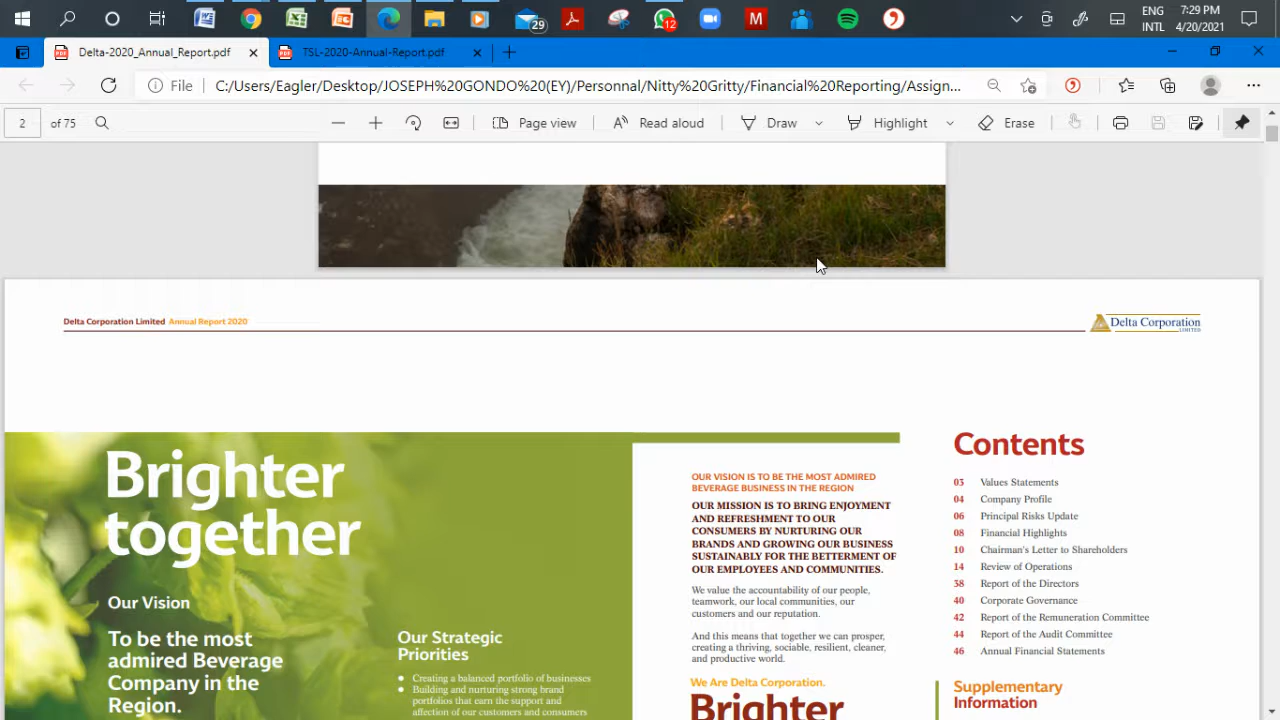 29
12
M
ENG
INTL
7:29 PM
4/20/2021
Delta-2020_Annual_Report.pdf
TSL-2020-Annual-Report.pdf
File
C:/Users/Eagler/Desktop/JOSEPH%20GONDO%20(EY)/Personnal/Nitty%20Gritty/Financial%20Reporting/Assign...
2 of 75
Page view
Read aloud
Draw
Highlight
Erase
Delta Corporation Limited Annual Report 2020
Delta Corporation
LIMITED
Brighter
together
Our Vision
To be the most
admired Beverage
Company in the
Region.
Our Strategic
Priorities
● Creating a balanced portfolio of businesses
● Building and nurturing strong brand
portfolios that earn the support and
affection of our customers and consumers
OUR VISION IS TO BE THE MOST ADMIRED
BEVERAGE BUSINESS IN THE REGION
OUR MISSION IS TO BRING ENJOYMENT
AND REFRESHMENT TO OUR
CONSUMERS BY NURTURING OUR
BRANDS AND GROWING OUR BUSINESS
SUSTAINABLY FOR THE BETTERMENT OF
OUR EMPLOYEES AND COMMUNITIES.
We value the accountability of our people,
teamwork, our local communities, our
customers and our reputation.
And this means that together we can prosper,
creating a thriving, sociable, resilient, cleaner,
and productive world.
We Are Delta Corporation.
Brighter
Contents
03 Values Statements
04 Company Profile
06 Principal Risks Update
08 Financial Highlights
10 Chairman's Letter to Shareholders
14 Review of Operations
38 Report of the Directors
40 Corporate Governance
42 Report of the Remuneration Committee
44 Report of the Audit Committee
46 Annual Financial Statements
Supplementary
Information